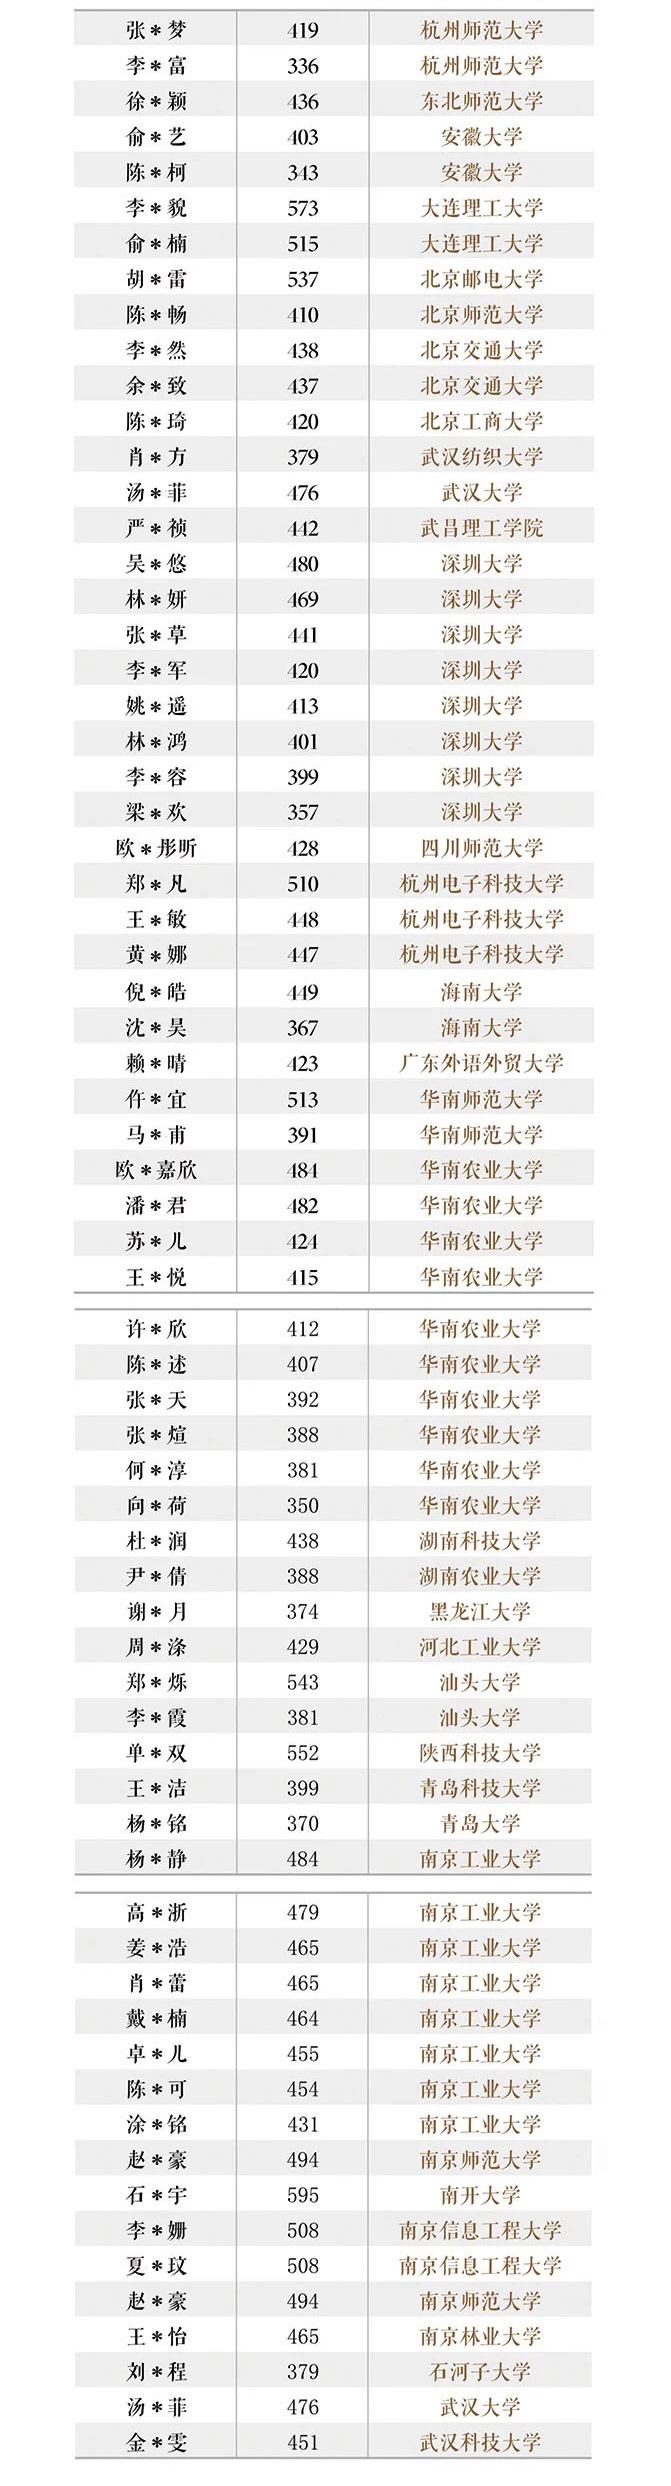 张＊梦 419 杭州师范大学
李＊富 336 杭州师范大学
徐＊颖 436 东北师范大学
俞＊艺 403 安徽大学
陈＊柯 343 安徽大学
李＊貌 573 大连理工大学
俞＊楠 515 大连理工大学
胡＊雷 537 北京邮电大学
陈＊畅 410 北京师范大学
李＊然 438 北京交通大学
余＊致 437 北京交通大学
陈＊琦 420 北京工商大学
肖＊方 379 武汉纺织大学
汤＊菲 476 武汉大学
严＊祯 442 武昌理工学院
吴＊悠 480 深圳大学
林＊妍 469 深圳大学
张＊草 441 深圳大学
李＊军 420 深圳大学
姚＊遥 413 深圳大学
林＊鸿 401 深圳大学
李＊容 399 深圳大学
梁＊欢 357 深圳大学
欧＊彤昕 428 四川师范大学
郑＊凡 510 杭州电子科技大学
王＊敏 448 杭州电子科技大学
黄＊娜 447 杭州电子科技大学
倪＊皓 449 海南大学
沈＊昊 367 海南大学
赖＊晴 423 广东外语外贸大学
仵＊宜 513 华南师范大学
马＊甫 391 华南师范大学
欧＊嘉欣 484 华南农业大学
潘＊君 482 华南农业大学
苏＊儿 424 华南农业大学
王＊悦 415 华南农业大学
许＊欣 412 华南农业大学
陈＊述 407 华南农业大学
张＊天 392 华南农业大学
张＊煊 388 华南农业大学
何＊淳 381 华南农业大学
向＊荷 350 华南农业大学
杜＊润 438 湖南科技大学
尹＊倩 388 湖南农业大学
谢＊月 374 黑龙江大学
周＊涤 429 河北工业大学
郑＊烁 543 汕头大学
李＊霞 381 汕头大学
单＊双 552 陕西科技大学
王＊洁 399 青岛科技大学
杨＊铭 370 青岛大学
杨＊静 484 南京工业大学
高＊浙 479 南京工业大学
姜＊浩 465 南京工业大学
肖＊蕾 465 南京工业大学
戴＊楠 464 南京工业大学
卓＊儿 455 南京工业大学
陈＊可 454 南京工业大学
涂＊铭 431 南京工业大学
赵＊豪 494 南京师范大学
石＊宇 595 南开大学
李＊姗 508 南京信息工程大学
夏＊玟 508 南京信息工程大学
赵＊豪 494 南京师范大学
王＊怡 465 南京林业大学
刘＊程 379 石河子大学
汤＊菲 476 武汉大学
金＊雯 451 武汉科技大学